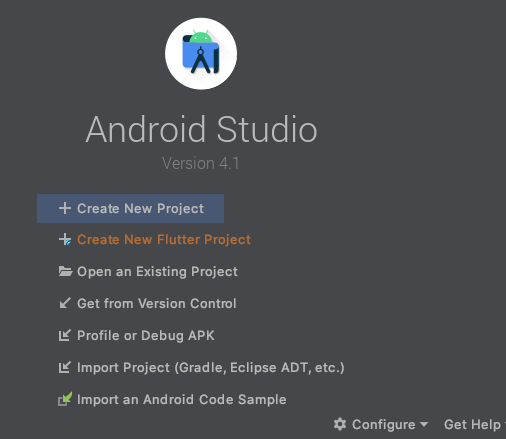 Android Studio
Version 4.1
Create New Project
Create New Flutter Project
Open an Existing Project
Get from Version Control
Profile or Debug APK
Import Project (Gradle, Eclipse ADT, etc.)
Import an Android Code Sample
Configure Get Help